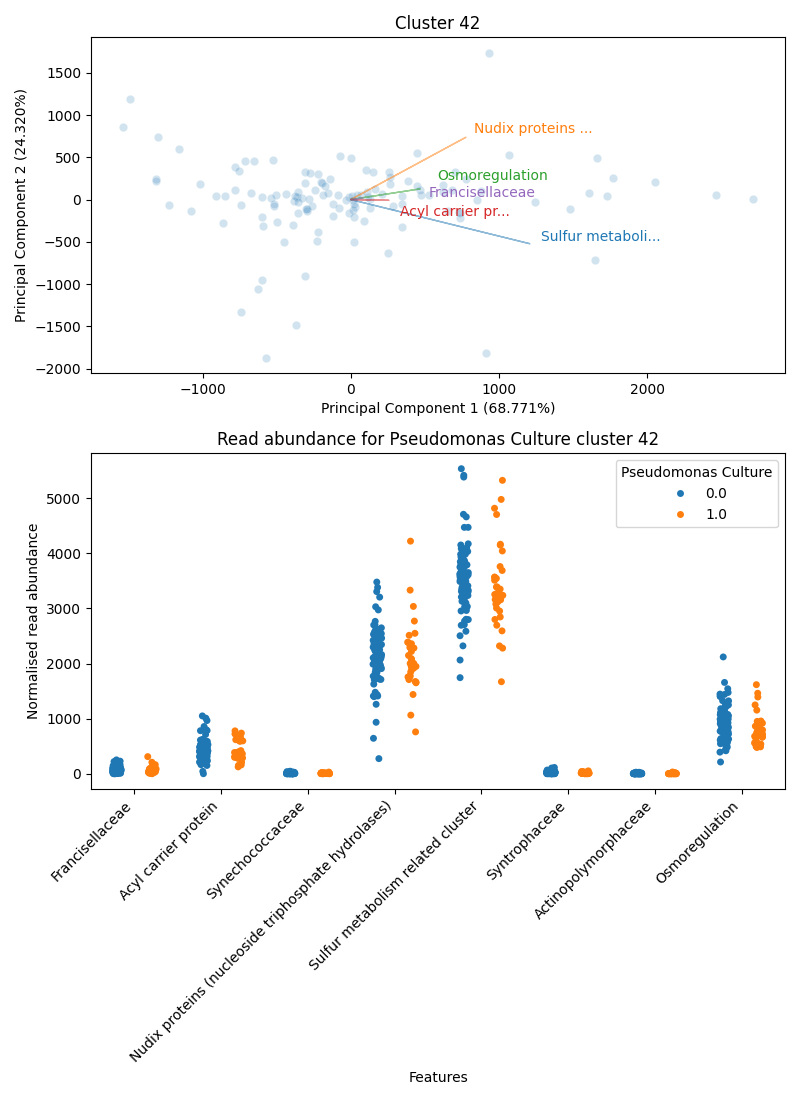 Cluster 42
Principal Component 2 (24.320%)
1500
1000
500
0
−500
−1000
−1500
−2000
Nudix proteins ...
Osmoregulation
Francisellaceae
Acyl carrier pr...
Sulfur metaboli...
−1000
0
1000
2000
Principal Component 1 (68.771%)
Read abundance for Pseudomonas Culture cluster 42
Normalised read abundance
5000
4000
3000
2000
1000
0
Pseudomonas Culture
0.0
1.0
Francisellaceae
Acyl carrier protein
Synechococcaceae
Nudix proteins (nucleoside triphosphate hydrolases)
Sulfur metabolism related cluster
Syntrophaceae
Actinopolymorphaceae
Osmoregulation
Features